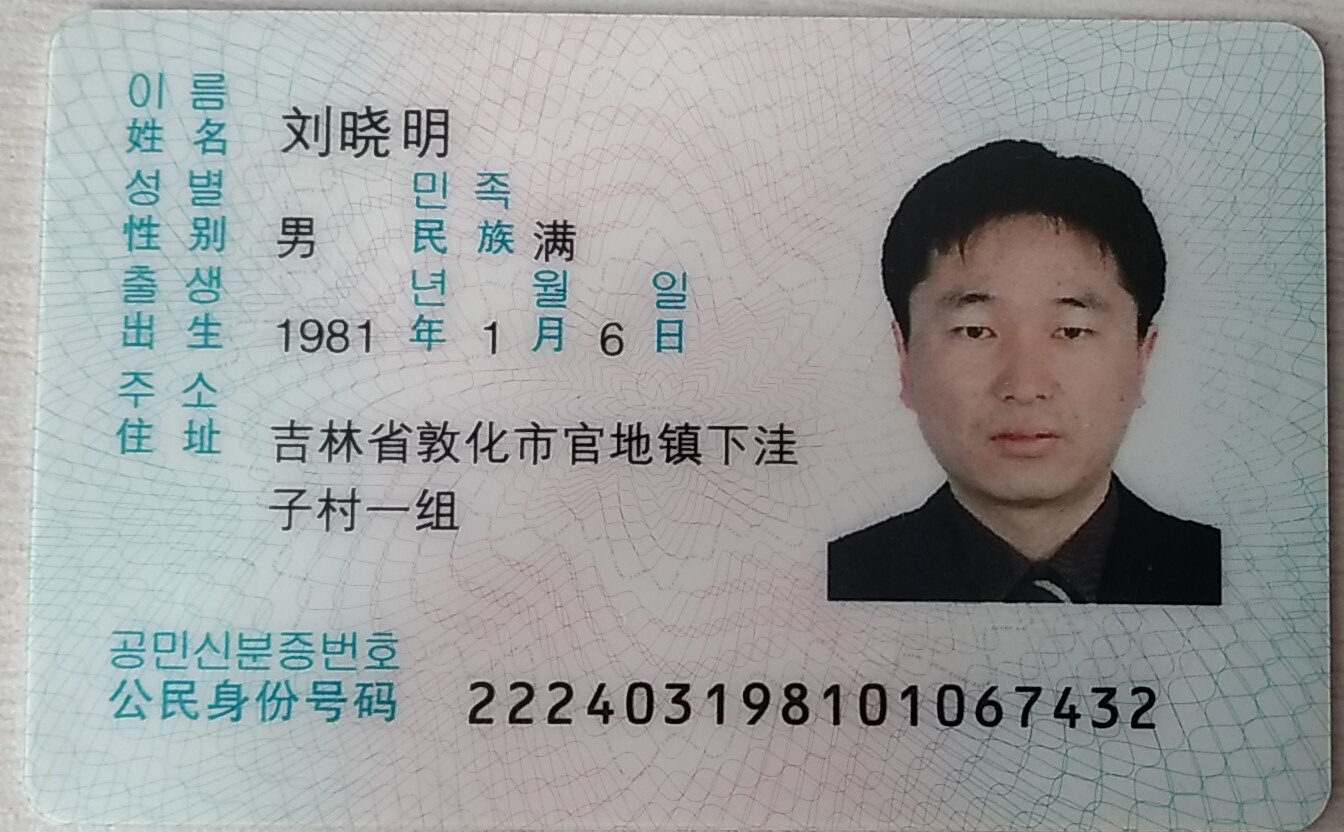 이 름
姓 名 刘晓明
성 별 민 족
性 别 男 民 族 满
출 생 년 월 일
出 生 1981 年 1 月 6 日
주 소
住 址 吉林省敦化市官地镇下洼
子村一组
공민신분증번호
公民身份号码 222403198101067432